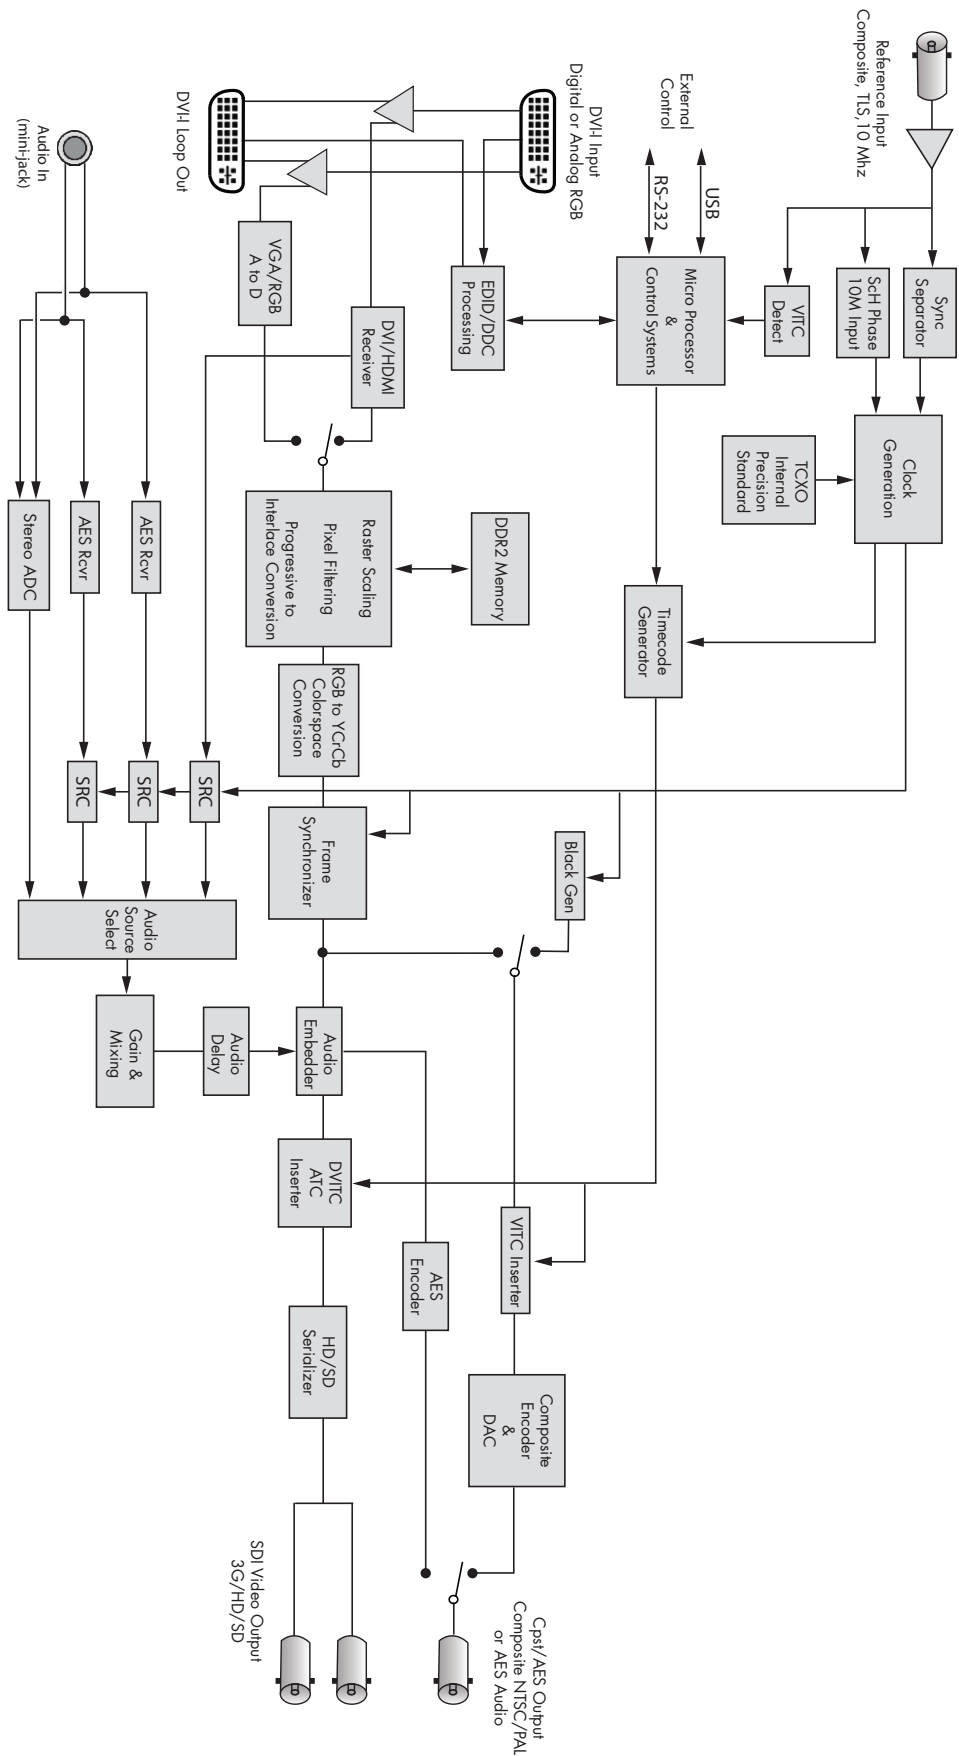 Reference Input
Composite, TLS, 10 Mhz
Sync
Separator
ScH Phase
10M Input
VITC
Detect
Clock
Generation
TCXO
Internal
Precision
Standard
External
Control
USB
RS-232
Micro Processor
&
Control Systems
Timecode
Generator
DVI-I Input
Digital or Analog RGB
DVI-I Loop Out
EDID/DDC
Processing
DVI/HDMI
Receiver
VGA/RGB
A to D
DDR2 Memory
Raster Scaling
Pixel Filtering
Progressive to
Interlace Conversion
RGB to YCrCb
Colorspace
Conversion
Frame
Synchronizer
Black Gen
Audio In
(mini-jack)
AES Rcvr
AES Rcvr
Stereo ADC
SRC
SRC
SRC
Audio
Source
Select
Gain &
Mixing
Audio
Delay
Audio
Embedder
DVITC
ATC
Inserter
VITC Inserter
AES
Encoder
HD/SD
Serializer
Composite
Encoder
&
DAC
Cpst/AES Output
Composite NTSC/PAL
or AES Audio
SDI Video Output
3G/HD/SD